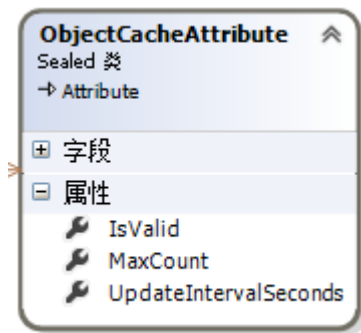 ObjectCacheAttribute
Sealed 类
Attribute
字段
属性
IsValid
MaxCount
UpdateIntervalSeconds